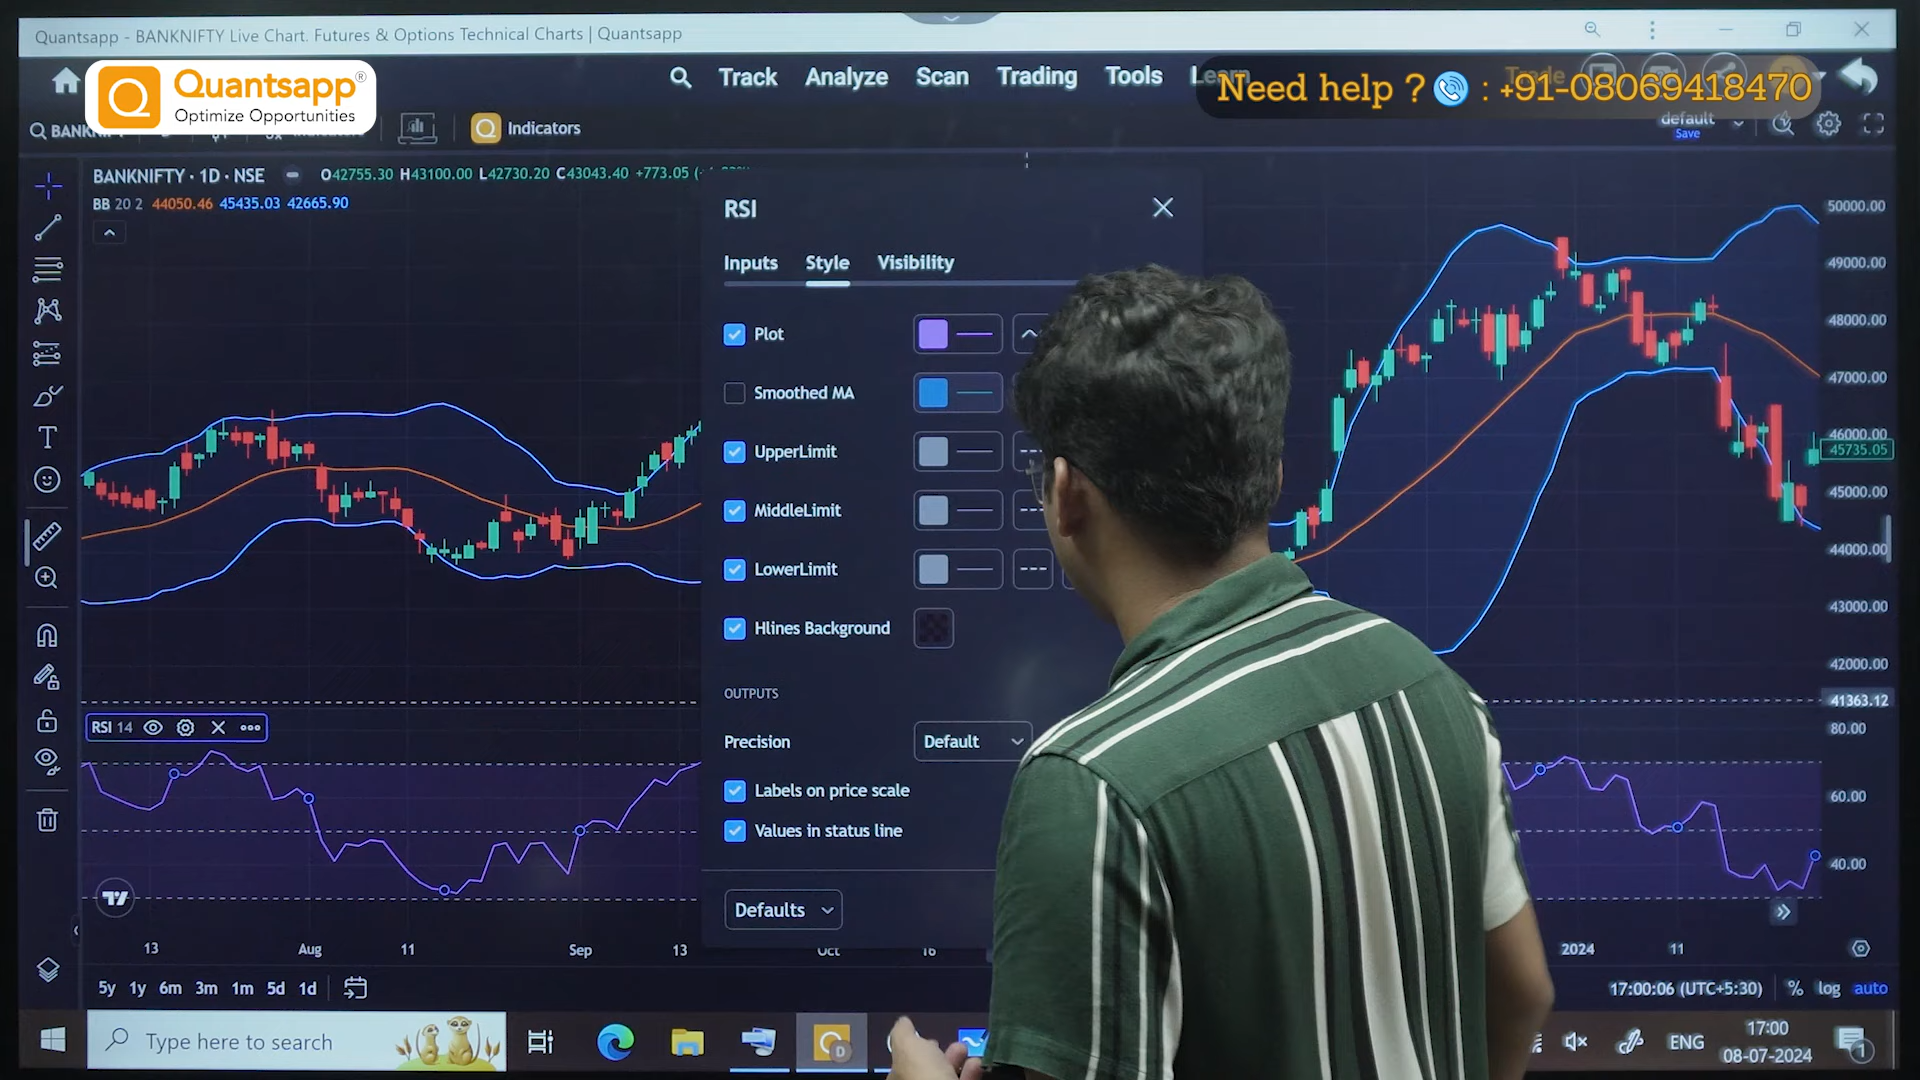 Quantsapp - BANKNIFTY Live Chart. Futures & Options Technical Charts | Quantsapp
Quantsapp®
Optimize Opportunities
Track Analyze Scan Trading Tools Learn
Trade
Need help ? : +91-08069418470
Indicators
default
Save
BANKNIFTY · 1D · NSE O42755.30 H43100.00 L42730.20 C43043.40 +773.05
BB 20 2 44050.46 45435.03 42665.90
RSI
Inputs Style Visibility
Plot
Smoothed MA
UpperLimit
MiddleLimit
LowerLimit
Hlines Background
OUTPUTS
Precision Default
Labels on price scale
Values in status line
Defaults
50000.00
49000.00
48000.00
47000.00
46000.00
45735.05
45000.00
44000.00
43000.00
42000.00
41363.12
80.00
60.00
40.00
RSI 14
13 Aug 11 Sep 13 Oct 16 2024 11
5y 1y 6m 3m 1m 5d 1d
17:00:06 (UTC+5:30) % log auto
Type here to search
D
ENG
17:00
08-07-2024
1